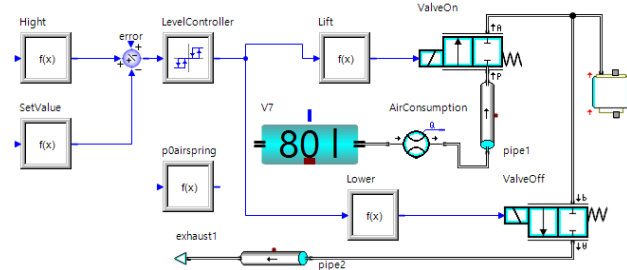 ValveOn
Hight
error
LevelController
Lift
f(x)
f(x)
A
P
SetValue
V7
AirConsumption
Q
f(x)
80 l
pipe1
p0airspring
f(x)
Lower
ValveOff
f(x)
b
a
exhaust1
pipe2